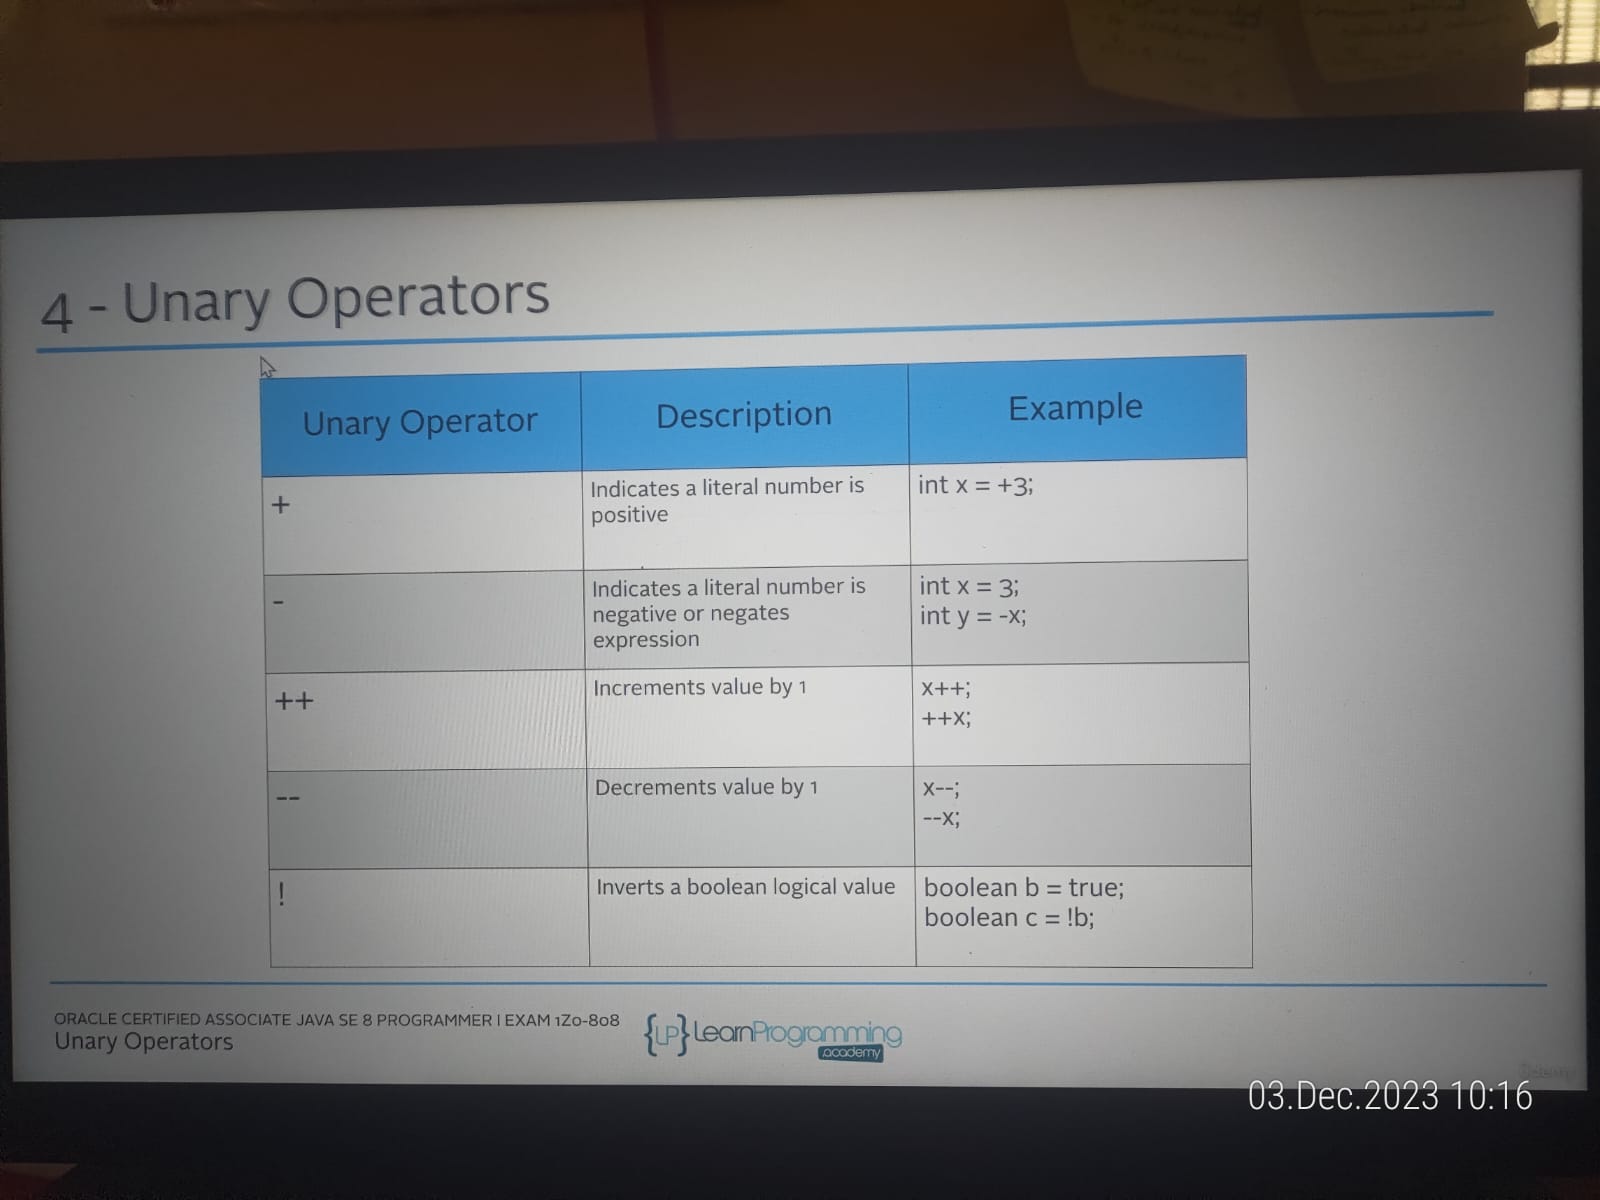 4 - Unary Operators
Unary Operator
Description
Example
+
Indicates a literal number is
positive
int x = +3;
-
Indicates a literal number is
negative or negates
expression
int x = 3;
int y = -x;
++
Increments value by 1
x++;
++x;
--
Decrements value by 1
x--;
--x;
!
Inverts a boolean logical value
boolean b = true;
boolean c = !b;
ORACLE CERTIFIED ASSOCIATE JAVA SE 8 PROGRAMMER I EXAM 1Z0-808
Unary Operators
{LP} LearnProgramming
academy
Udemy
03.Dec.2023 10:16